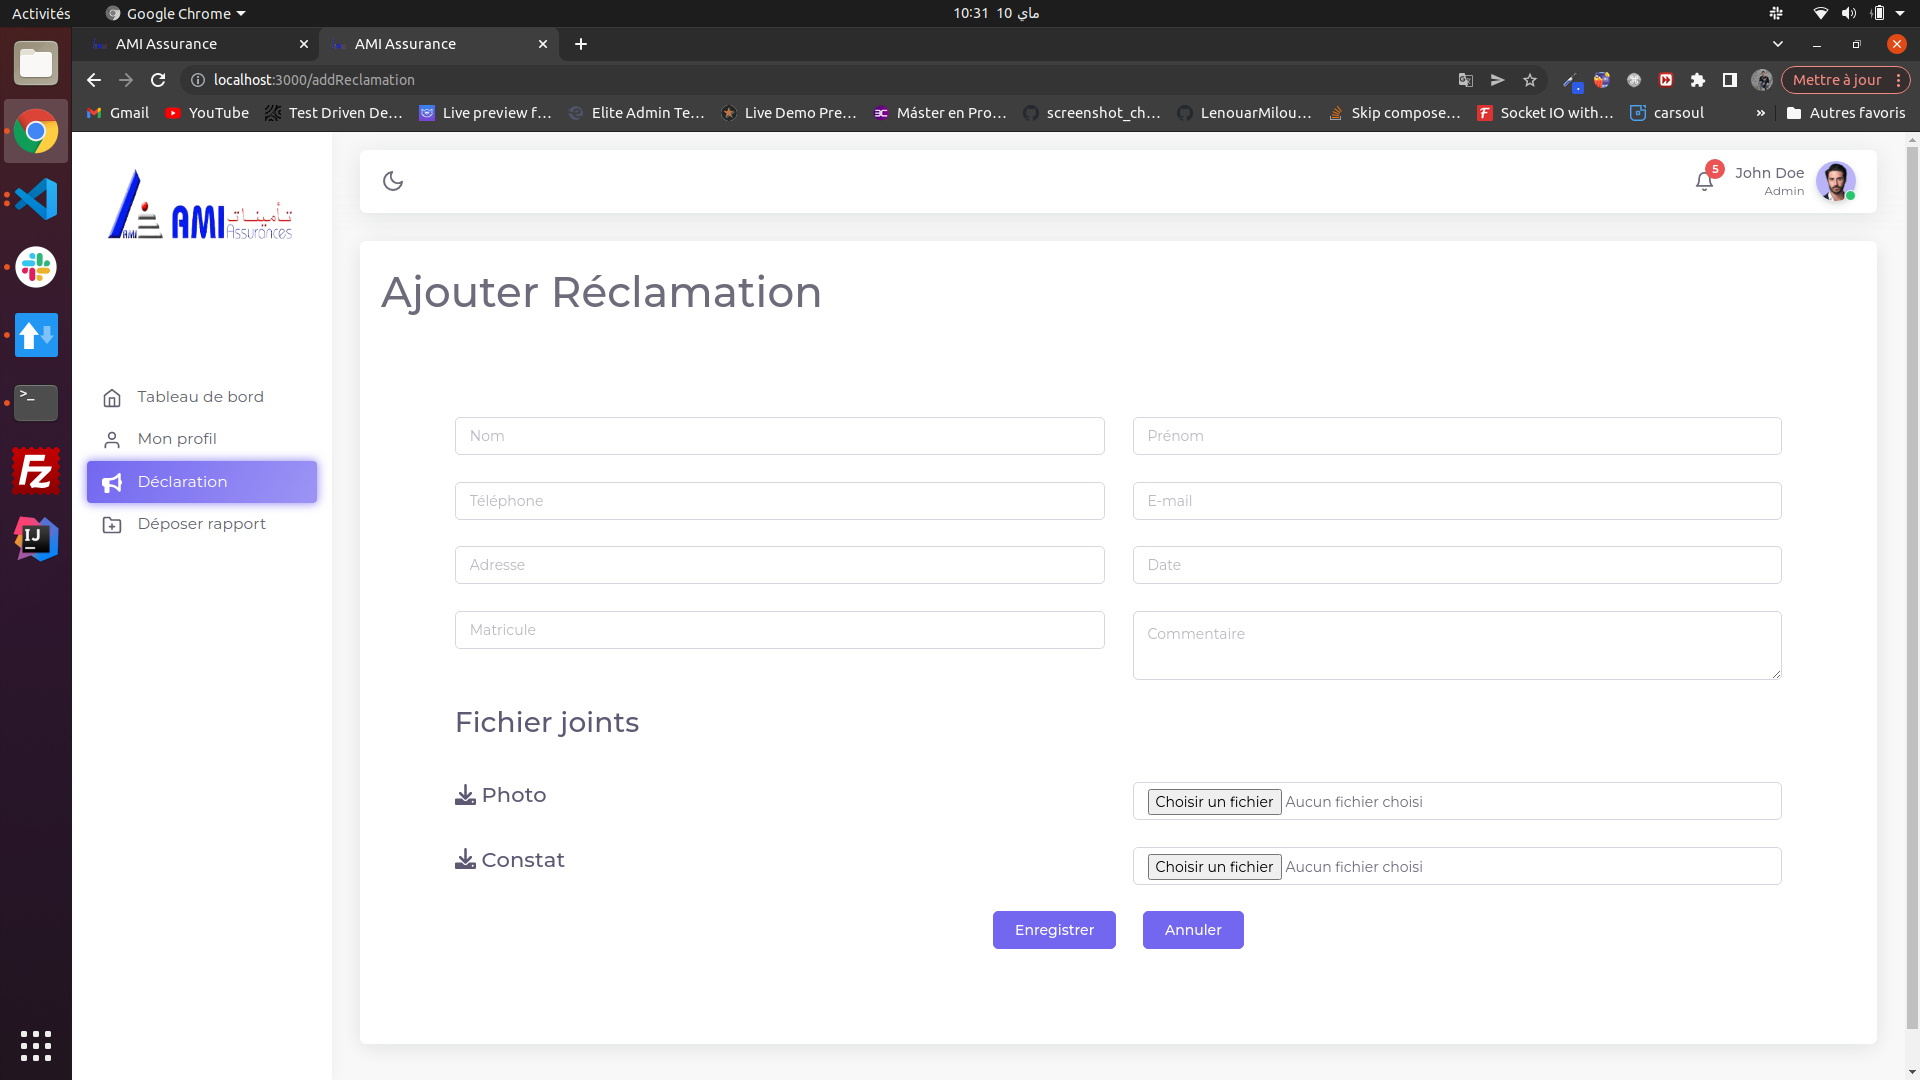 Activités Google Chrome 10:31 10 ماي
AMI Assurance AMI Assurance
localhost:3000/addReclamation Mettre à jour
Gmail YouTube Test Driven De... Live preview f... Elite Admin Te... Live Demo Pre... Máster en Pro... screenshot_ch... LenouarMilou... Skip compose... Socket IO with... carsoul » Autres favoris
AMI تأمينات
AMI Assurances
5 John Doe
Admin
Ajouter Réclamation
Tableau de bord
Mon profil
Déclaration
Déposer rapport
Nom Prénom
Téléphone E-mail
Adresse Date
Matricule Commentaire
Fichier joints
Photo Choisir un fichier Aucun fichier choisi
Constat Choisir un fichier Aucun fichier choisi
Enregistrer Annuler